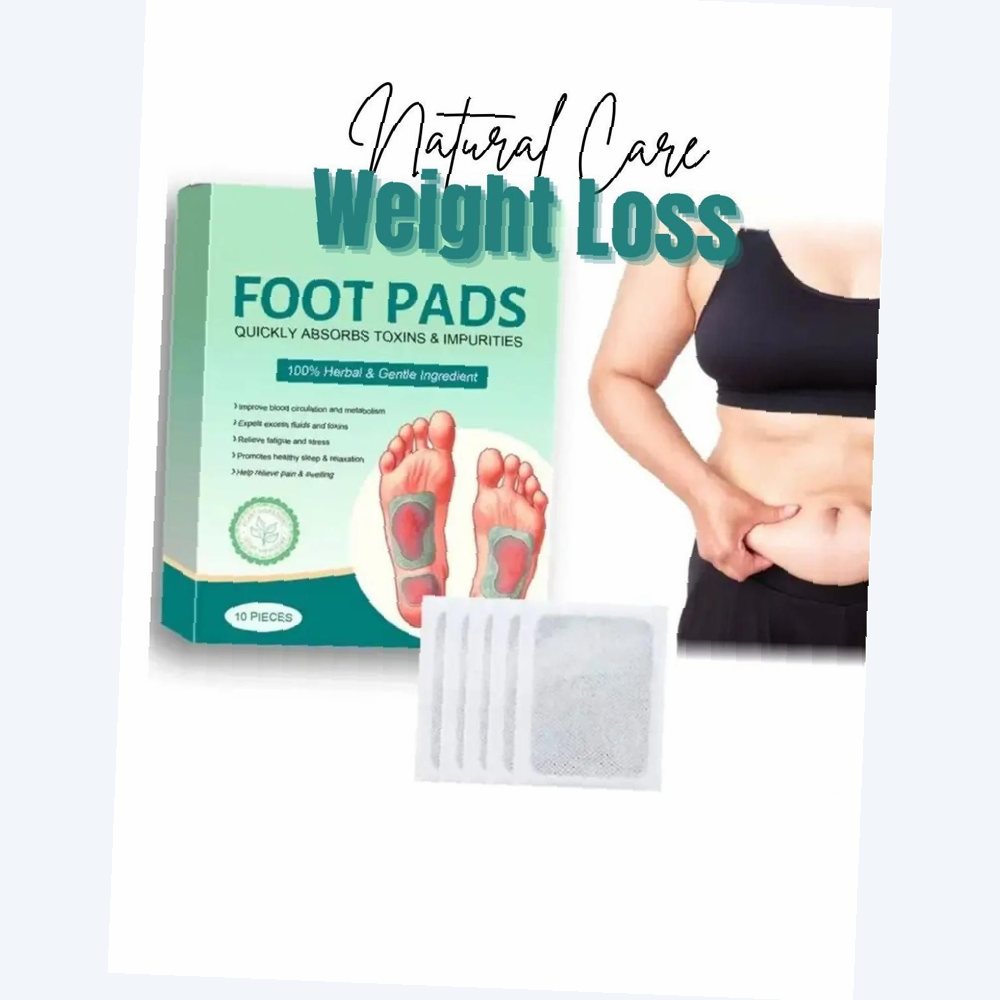 Natural Care
Weight Loss
FOOT PADS
QUICKLY ABSORBS TOXINS & IMPURITIES
100% Herbal & Gentle Ingredient
Improve blood circulation and metabolism
Expels excess fluids and toxins
Relieve fatigue and stress
Promotes healthy sleep & relaxation
Help relieve pain & swelling
10 PIECES